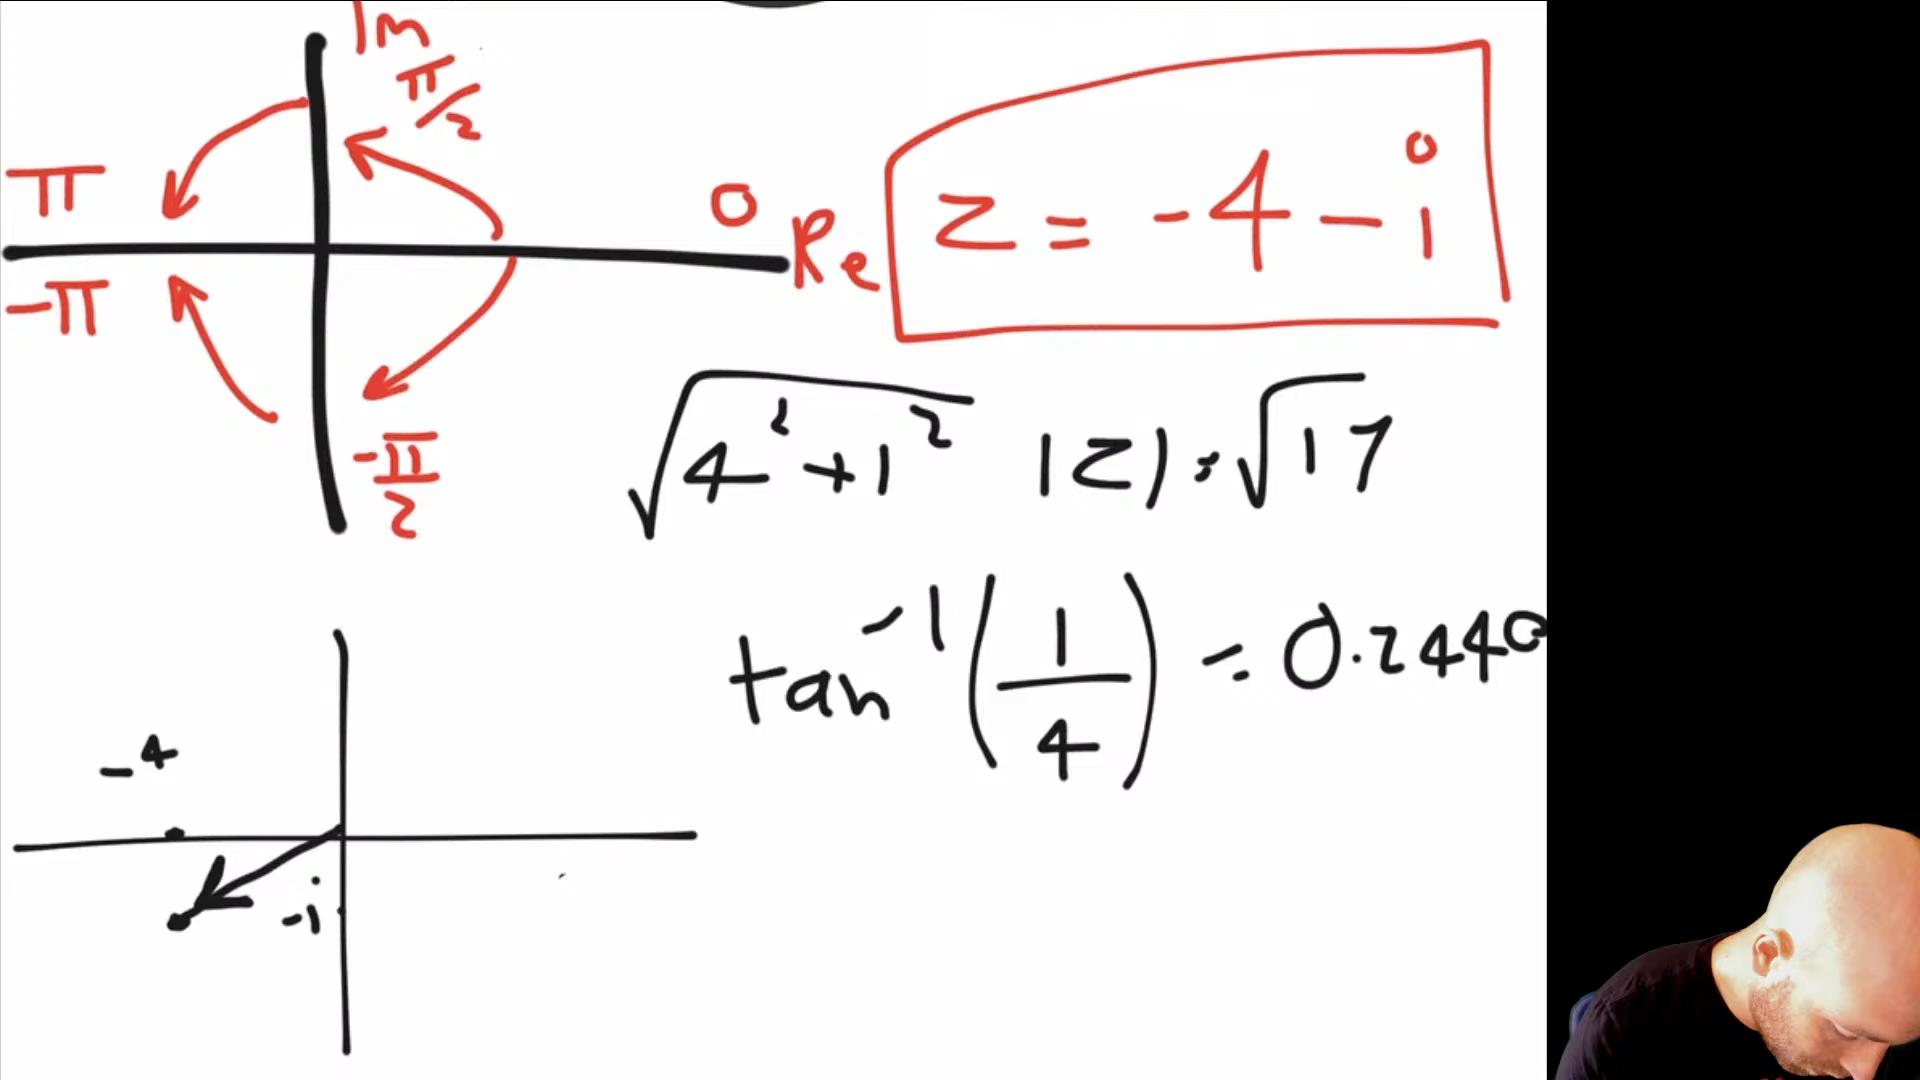 Im
π/2
π
0
Re
z = -4 - i
-π
-π/2
√(4² + 1²) |z| = √17
tan⁻¹(1/4) = 0.2440
-4
-i